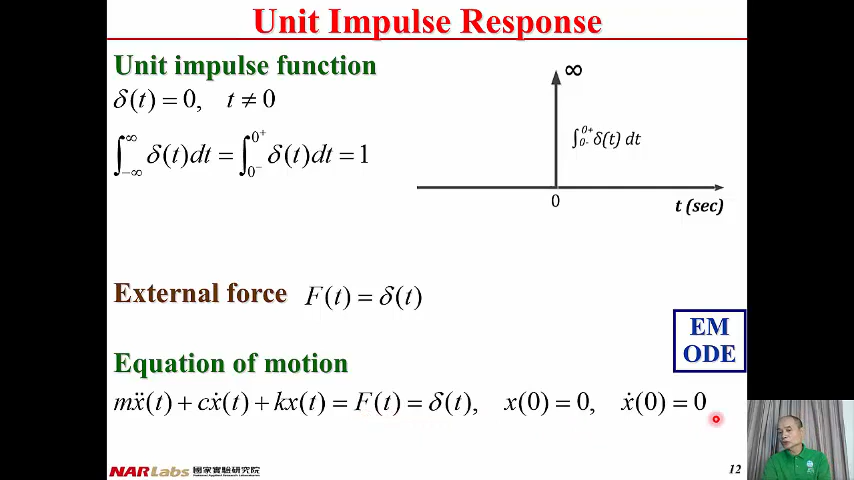 Unit Impulse Response
Unit impulse function
δ(t) = 0,   t ≠ 0
∫_{-∞}^{∞} δ(t)dt = ∫_{0^-}^{0^+} δ(t)dt = 1
∞
∫_{0-}^{0+} δ(t) dt
0
t (sec)
External force F(t) = δ(t)
EM
ODE
Equation of motion
mẍ(t) + cẋ(t) + kx(t) = F(t) = δ(t),   x(0) = 0,   ẋ(0) = 0
NARLabs 國家實驗研究院
12